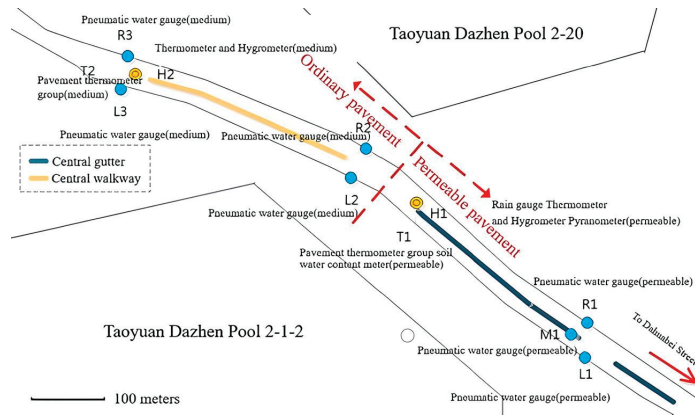 Pneumatic water gauge(medium)
R3
Taoyuan Dazhen Pool 2-20
Thermometer and Hygrometer(medium)
T2
H2
Pavement thermometer
group(medium)
L3
Ordinary pavement
Pneumatic water gauge(medium)
Pneumatic water gauge(medium)
R2
Central gutter
Central walkway
Permeable pavement
L2
Pneumatic water gauge(medium)
H1
Rain gauge Thermometer
and Hygrometer Pyranometer(permeable)
T1
Pavement thermometer group soil
water content meter(permeable)
Pneumatic water gauge(permeable)
R1
To Dahuabei Street
Taoyuan Dazhen Pool 2-1-2
M1
Pneumatic water gauge(permeable)
L1
100 meters
Pneumatic water gauge(permeable)